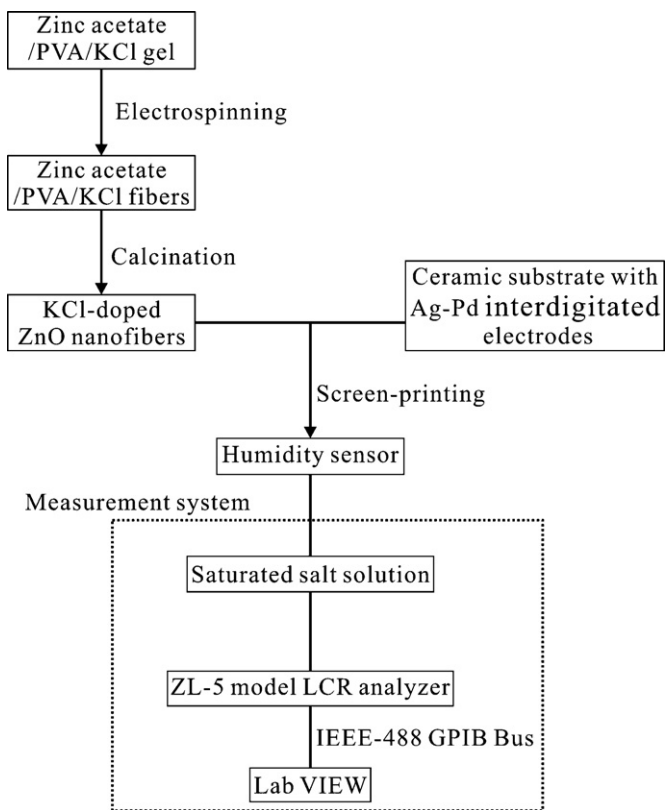 Zinc acetate
/PVA/KCl gel
Electrospinning
Zinc acetate
/PVA/KCl fibers
Calcination
KCl-doped
ZnO nanofibers
Ceramic substrate with
Ag-Pd interdigitated
electrodes
Screen-printing
Humidity sensor
Measurement system
Saturated salt solution
ZL-5 model LCR analyzer
IEEE-488 GPIB Bus
Lab VIEW